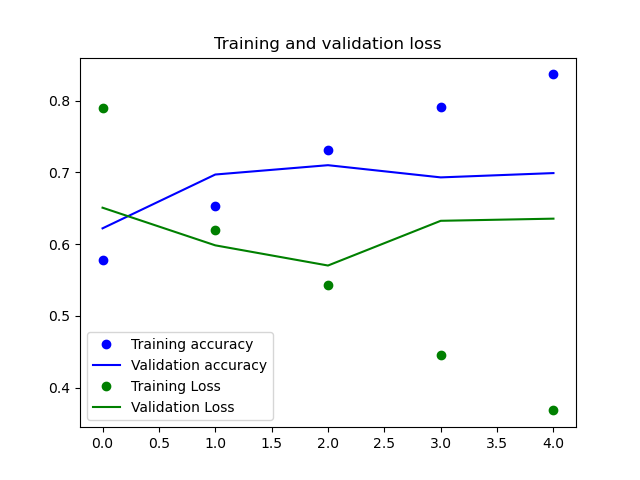 Training and validation loss
0.8
0.7
0.6
0.5
0.4
Training accuracy
Validation accuracy
Training Loss
Validation Loss
0.0 0.5 1.0 1.5 2.0 2.5 3.0 3.5 4.0